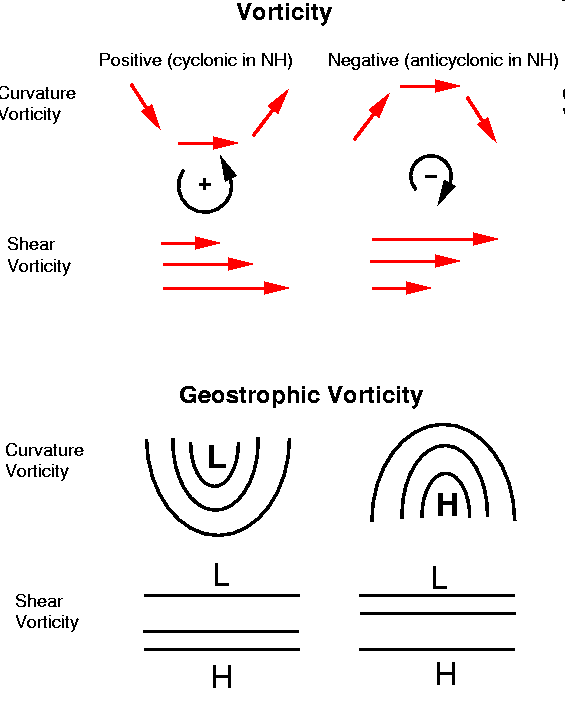 Vorticity
Positive (cyclonic in NH)
Negative (anticyclonic in NH)
Curvature
Vorticity
+
−
Shear
Vorticity
Geostrophic Vorticity
Curvature
Vorticity
L
H
L
L
Shear
Vorticity
H
H